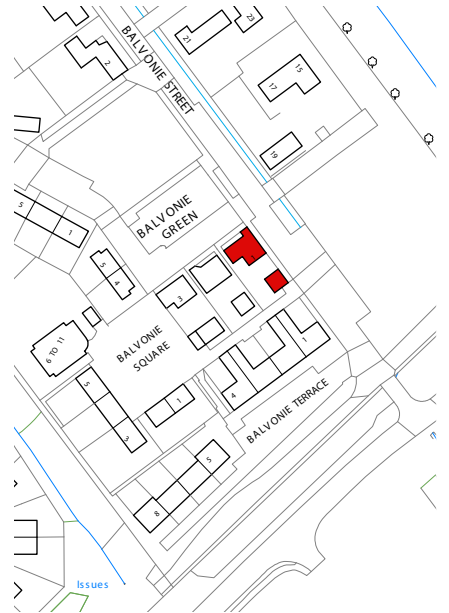 23
21
BALVONIE STREET
2
15
17
19
5
1
BALVONIE
GREEN
5
4
3
6 TO 11
BALVONIE
SQUARE
1
5
1
4
3
BALVONIE TERRACE
5
8
Issues